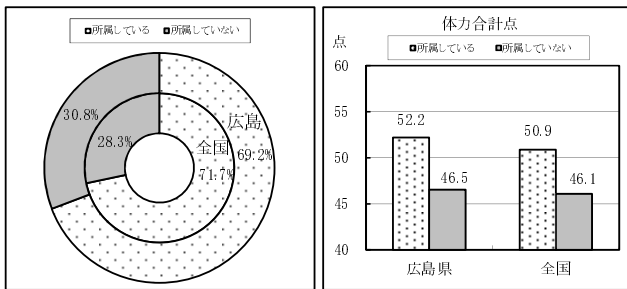 所属している 所属していない
30.8%
28.3%
広島
69.2%
全国
71.7%
体力合計点
点
所属している 所属していない
60
55
50
45
40
52.2
46.5
50.9
46.1
広島県 全国